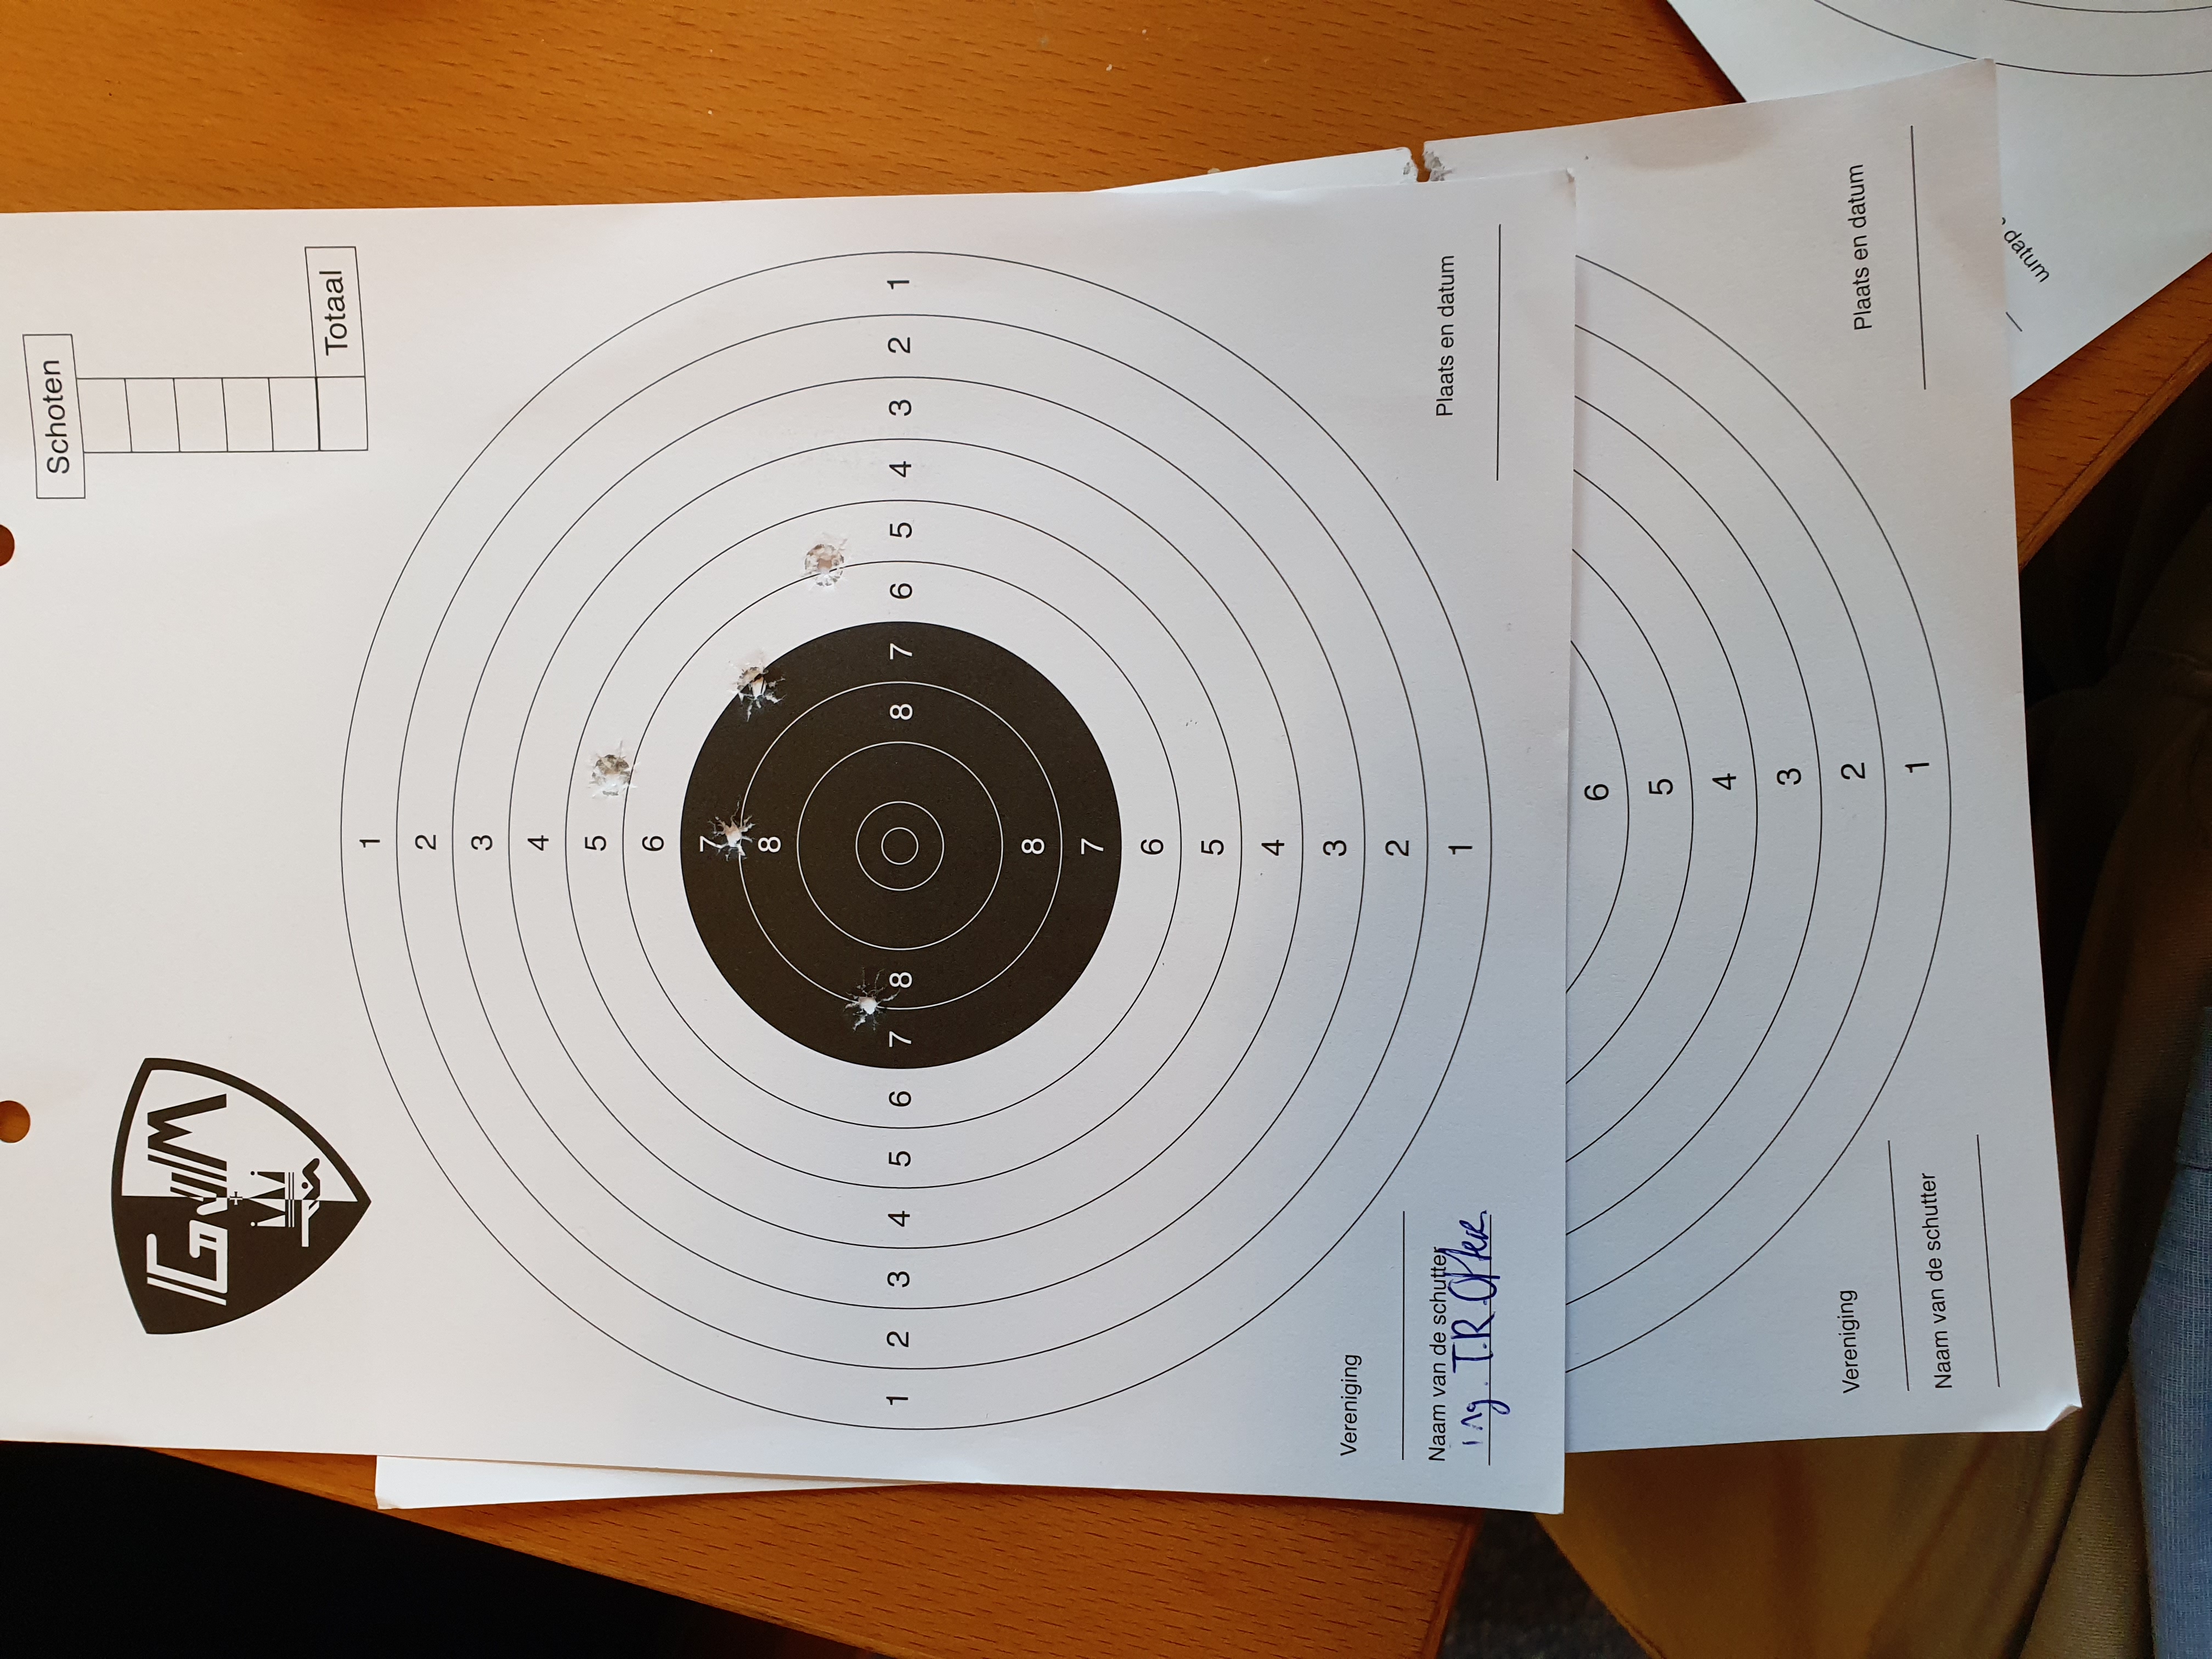 Schoten
GvM
Totaal
1
2
3
4
5
6
7
8
1 2 3 4 5 6 7 8 8 7 6 5 4 3 2 1
8
7
6
5
4
3
2
1
Vereniging
Naam van de schutter
Plaats en datum
ing. T.R.
6
5
4
3
2
1
Vereniging
Plaats en datum
Naam van de schutter
datum